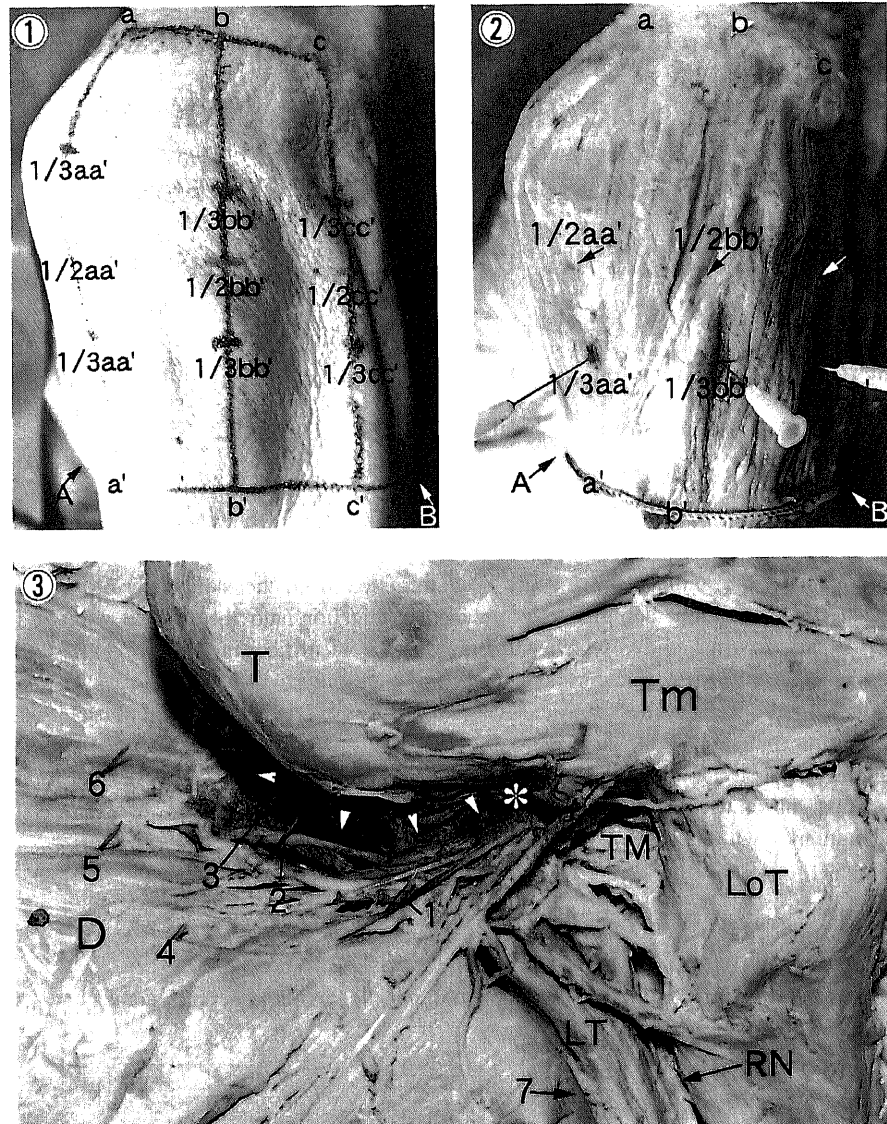 ①
a b c
1/3aa'
1/3bb' 1/3cc'
1/2aa' 1/2bb' 1/2cc'
1/3aa' 1/3bb' 1/3cc'
A a' b' c' B
②
a b c
1/2aa' 1/2bb'
1/3aa' 1/3bb'
A a' b' B
③
T Tm
*
6
TM
5 3 2 LoT
1
D 4
LT
7 RN